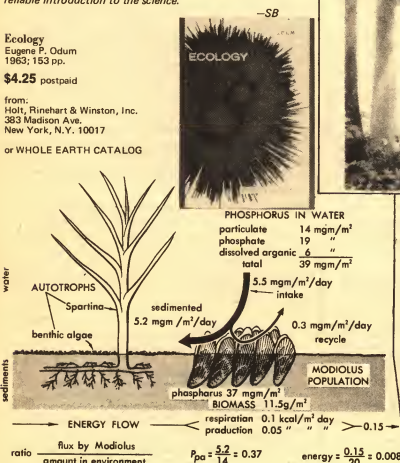 reliable introduction to the science.
—SB
Ecology
Eugene P. Odum
1963; 153 pp.
$4.25 postpaid
from:
Holt, Rinehart & Winston, Inc.
383 Madison Ave.
New York, N.Y. 10017
or WHOLE EARTH CATALOG
ECOLOGY
PHOSPHORUS IN WATER
particulate 14 mgm/m²
phosphate 19 "
dissolved organic 6 "
total 39 mgm/m²
5.5 mgm/m²/day
intake
water
AUTOTROPHS
Spartina
benthic algae
sedimented
5.2 mgm/m²/day
0.3 mgm/m²/day
recycle
sediments
MODIOLUS
POPULATION
phospharus 37 mgm/m²
BIOMASS 11.5g/m²
ENERGY FLOW
respiration 0.1 kcal/m² day
praduction 0.05 " " "
0.15
ratio flux by Modiolus
amount in environment
Ppa = 5.2/14 = 0.37
energy = 0.15/20 = 0.008